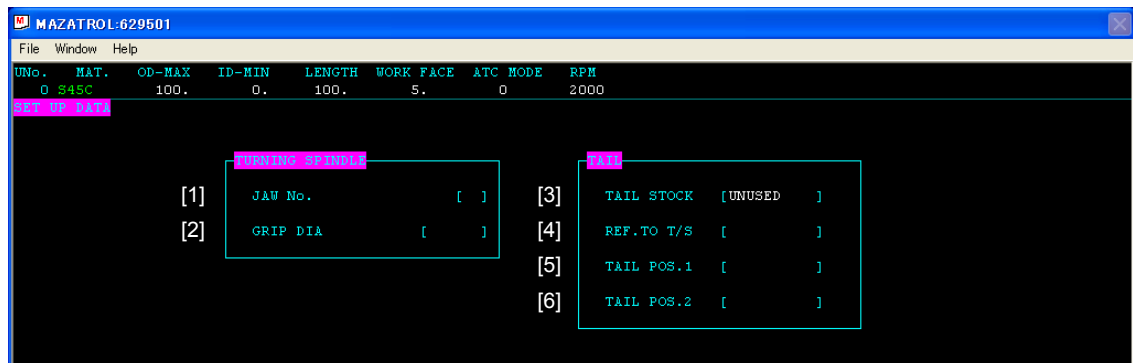 MAZATROL:629501
File Window Help
UNo. MAT. OD-MAX ID-MIN LENGTH WORK FACE ATC MODE RPM
0 S45C 100. 0. 100. 5. 0 2000
SET UP DATA
TURNING SPINDLE TAIL
[1] JAW No. [ ] [3] TAIL STOCK [UNUSED ]
[2] GRIP DIA [ ] [4] REF.TO T/S [ ]
[5] TAIL POS.1 [ ]
[6] TAIL POS.2 [ ]